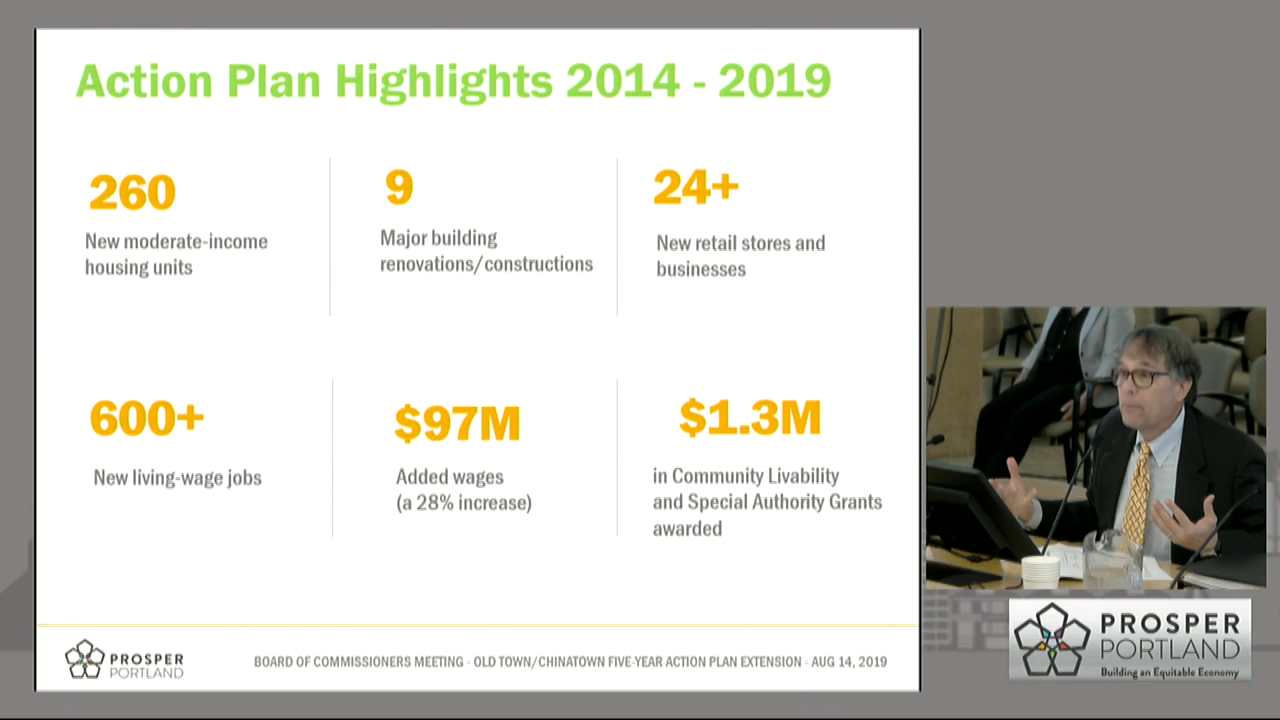 Action Plan Highlights 2014 - 2019
260
New moderate-income
housing units
9
Major building
renovations/constructions
24+
New retail stores and
businesses
600+
New living-wage jobs
$97M
Added wages
(a 28% increase)
$1.3M
in Community Livability
and Special Authority Grants
awarded
PROSPER
PORTLAND
BOARD OF COMMISSIONERS MEETING - OLD TOWN/CHINATOWN FIVE-YEAR ACTION PLAN EXTENSION - AUG 14, 2019
PROSPER
PORTLAND
Building an Equitable Economy